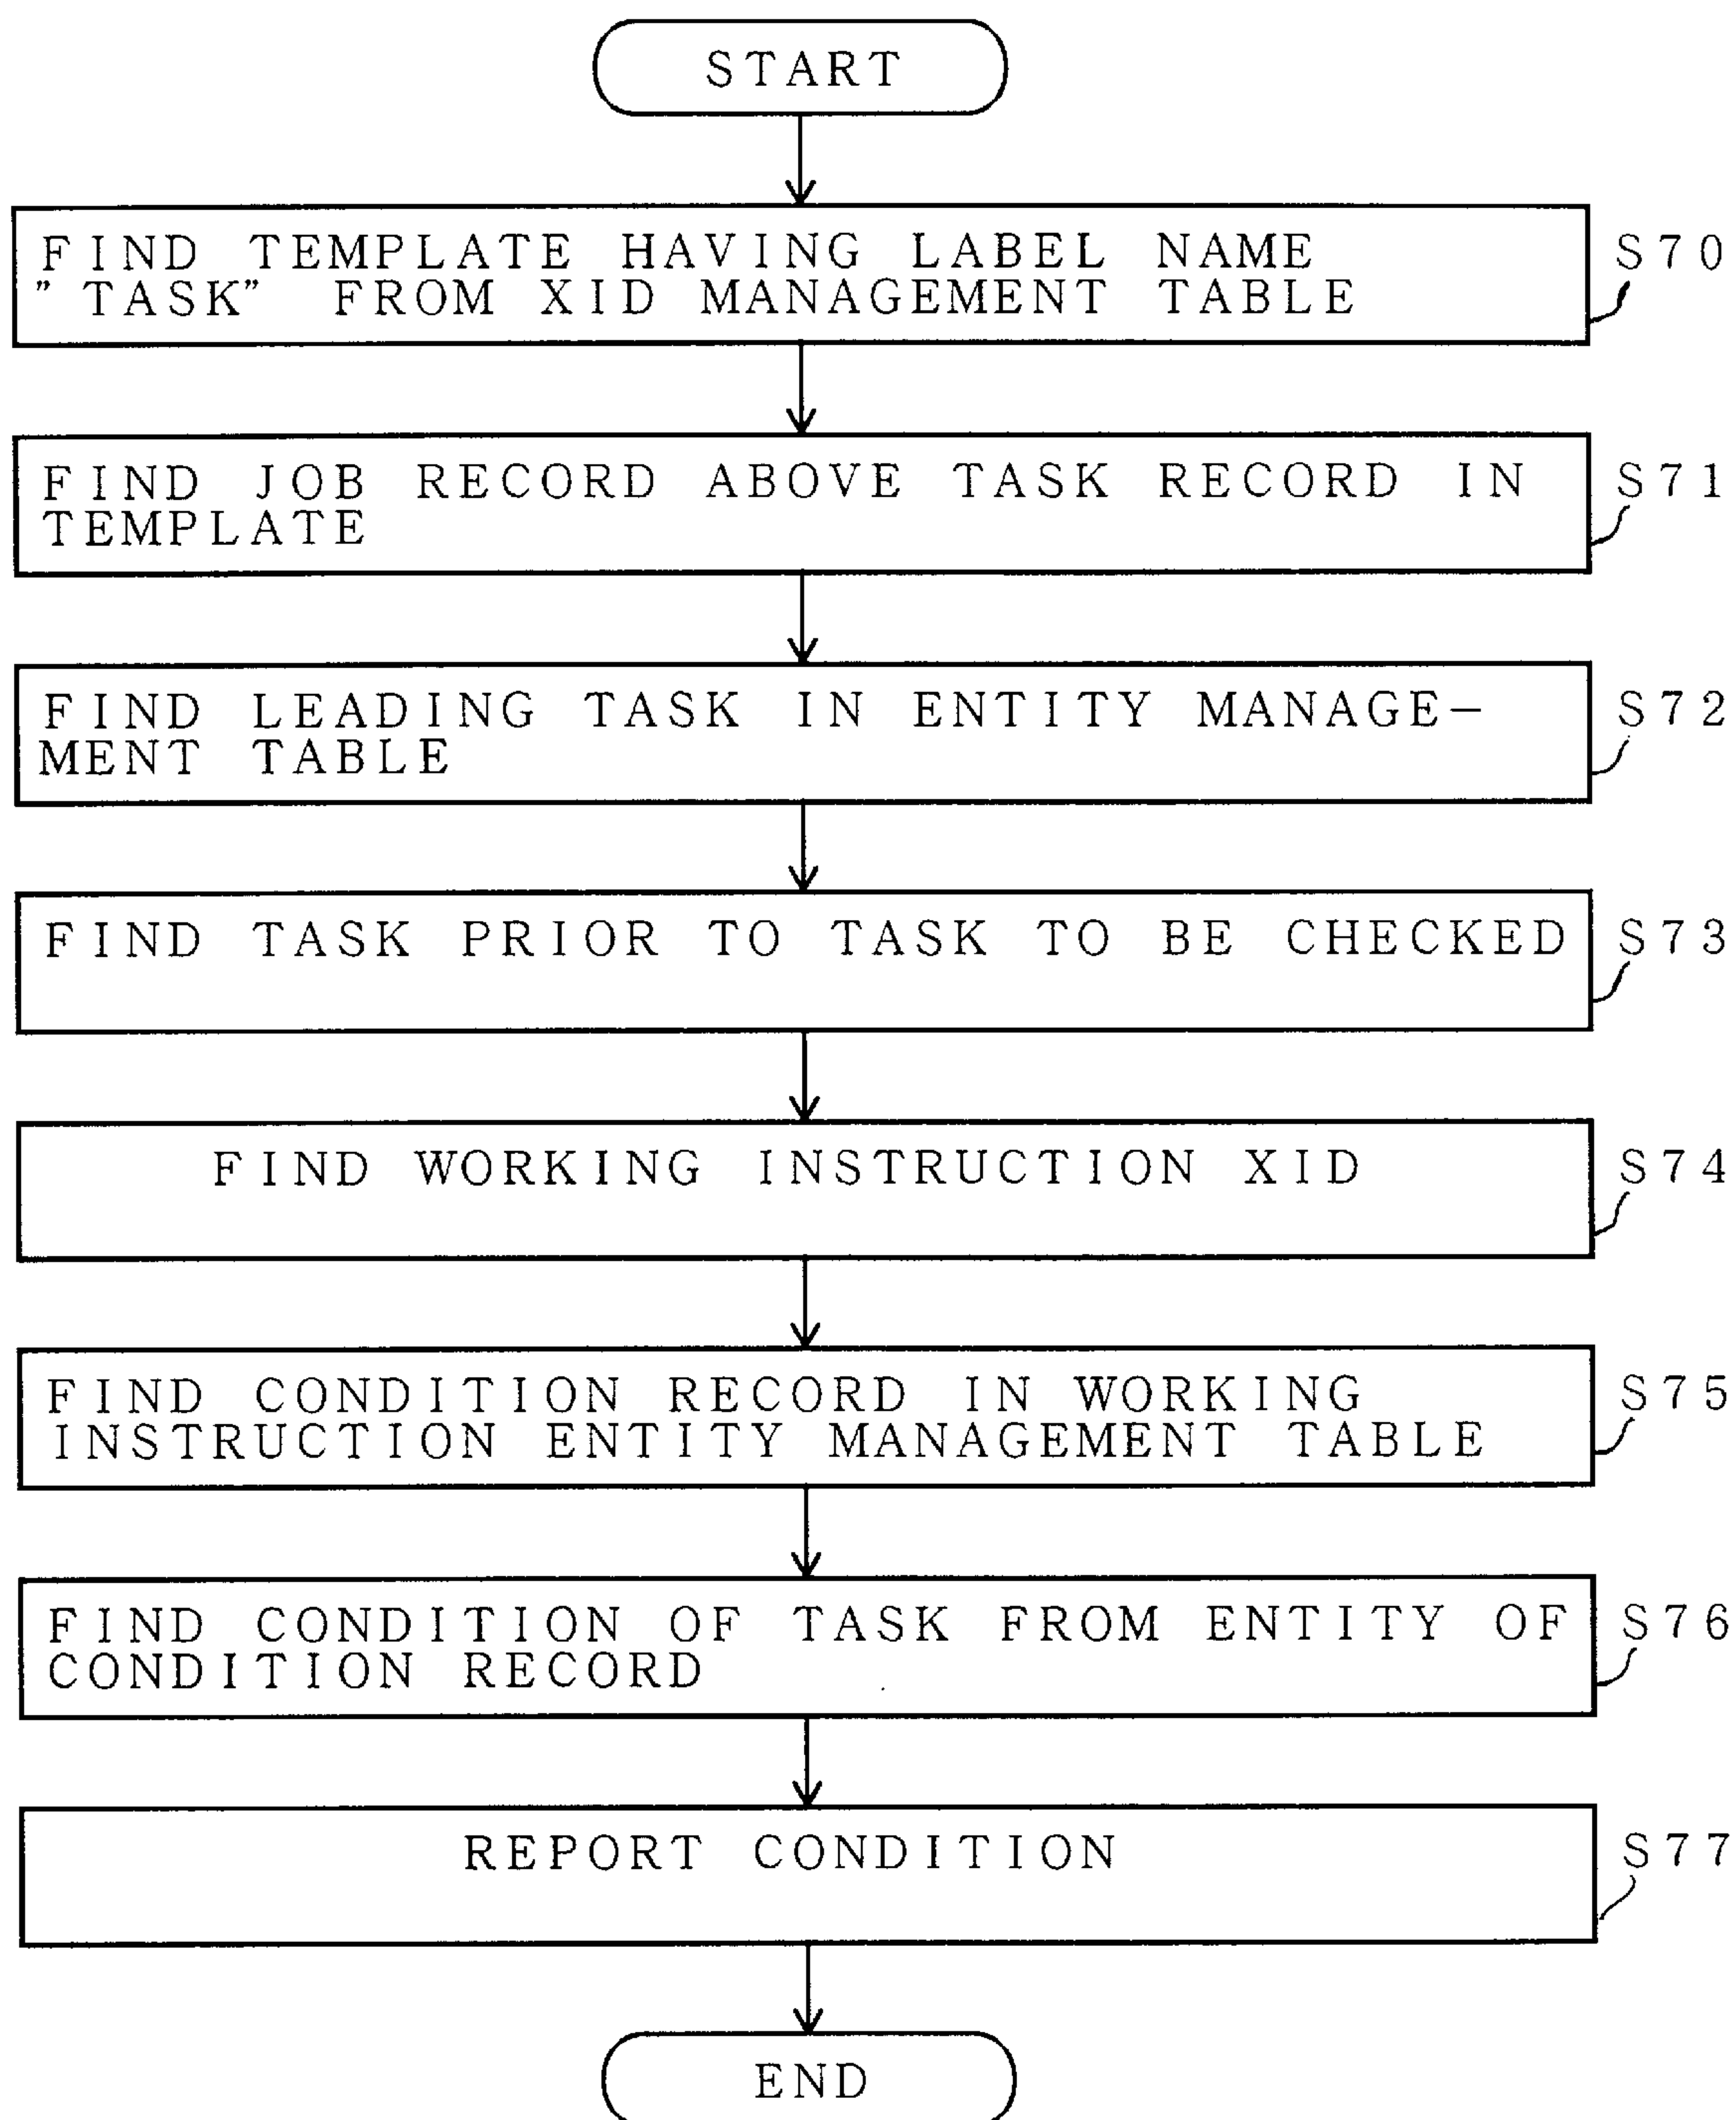 START
FIND TEMPLATE HAVING LABEL NAME
"TASK" FROM XID MANAGEMENT TABLE
S70
FIND JOB RECORD ABOVE TASK RECORD IN
TEMPLATE
S71
FIND LEADING TASK IN ENTITY MANAGE-
MENT TABLE
S72
FIND TASK PRIOR TO TASK TO BE CHECKED
S73
FIND WORKING INSTRUCTION XID
S74
FIND CONDITION RECORD IN WORKING
INSTRUCTION ENTITY MANAGEMENT TABLE
S75
FIND CONDITION OF TASK FROM ENTITY OF
CONDITION RECORD
S76
REPORT CONDITION
S77
END